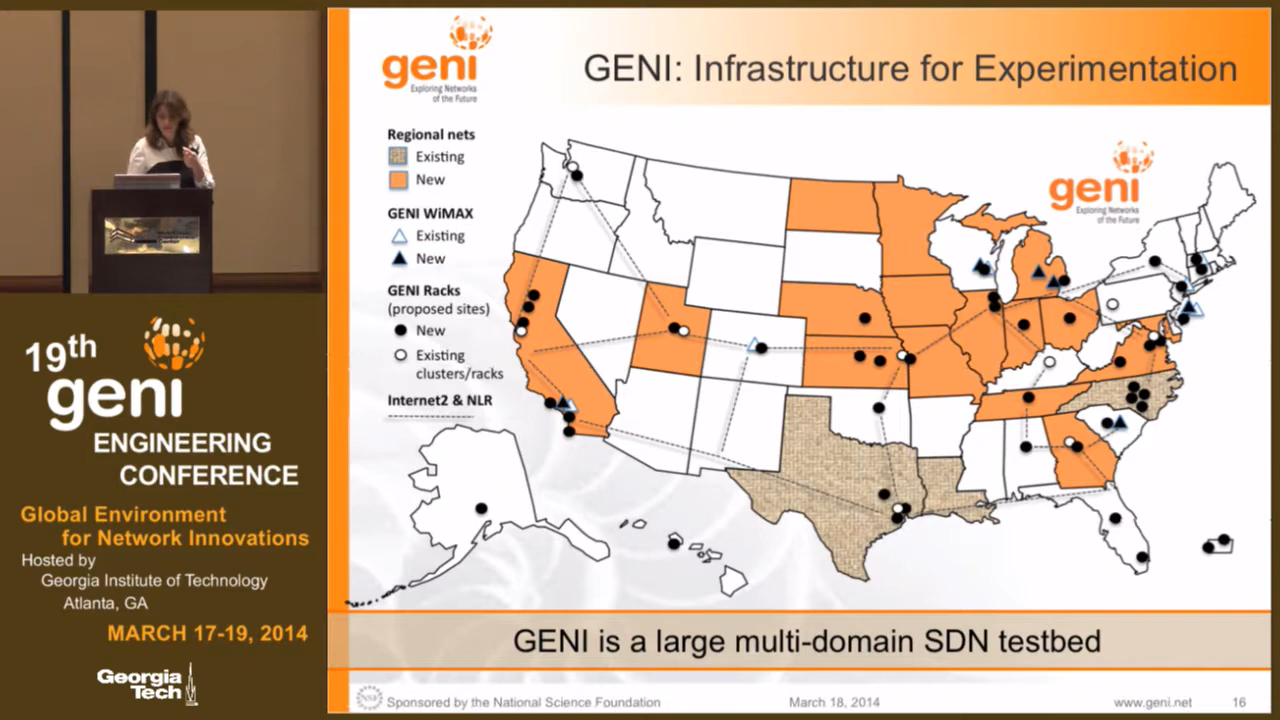 geni
Exploring Networks
of the Future
GENI: Infrastructure for Experimentation
Regional nets
Existing
New
GENI WiMAX
Existing
New
GENI Racks
(proposed sites)
New
Existing
clusters/racks
Internet2 & NLR
geni
Exploring Networks
of the Future
GENI is a large multi-domain SDN testbed
Sponsored by the National Science Foundation
March 18, 2014
www.geni.net
16
19th
geni
ENGINEERING
CONFERENCE
Global Environment
for Network Innovations
Hosted by
Georgia Institute of Technology
Atlanta, GA
MARCH 17-19, 2014
Georgia
Tech